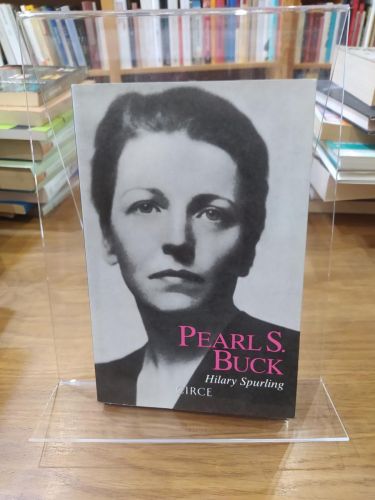 PEARL S.
BUCK
Hilary Spurling
CIRCE